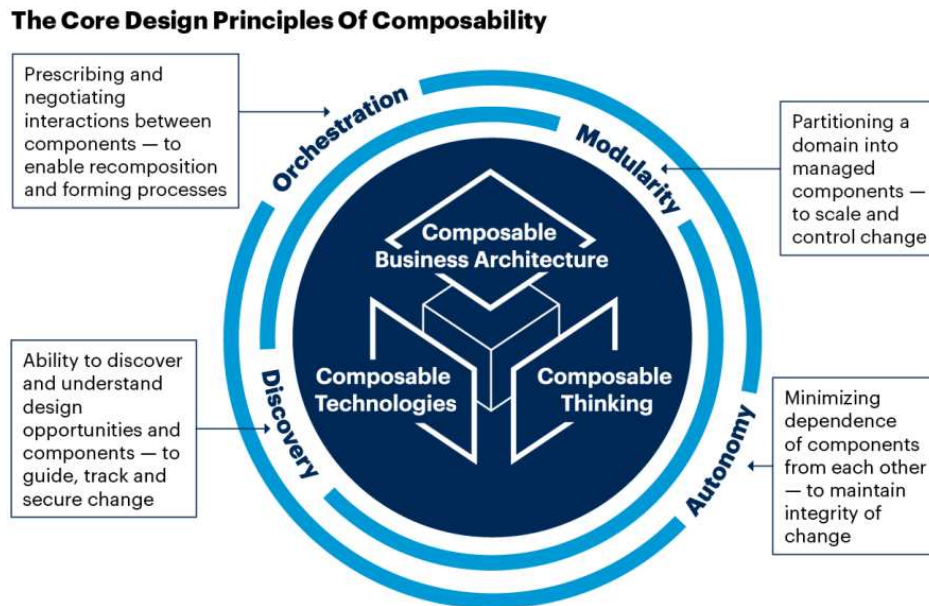 The Core Design Principles Of Composability
Prescribing and
negotiating
interactions between
components — to
enable recomposition
and forming processes
Orchestration
Modularity
Partitioning a
domain into
managed
components —
to scale and
control change
Composable
Business Architecture
Composable
Technologies
Composable
Thinking
Ability to discover
and understand
design
opportunities and
components — to
guide, track and
secure change
Discovery
Autonomy
Minimizing
dependence
of components
from each other
— to maintain
integrity of
change